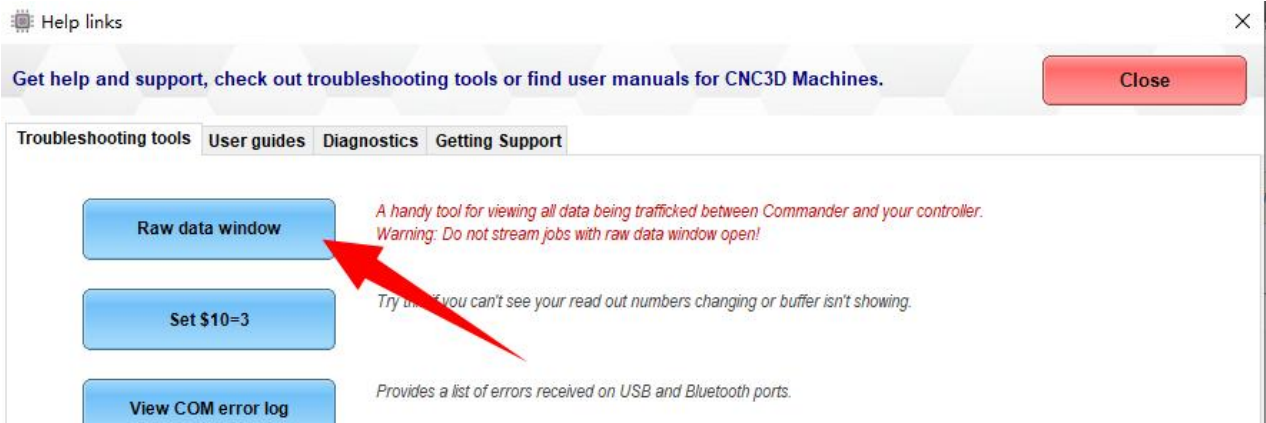 Help links
Get help and support, check out troubleshooting tools or find user manuals for CNC3D Machines.
Close
Troubleshooting tools User guides Diagnostics Getting Support
Raw data window
A handy tool for viewing all data being trafficked between Commander and your controller.
Warning: Do not stream jobs with raw data window open!
Set $10=3
Try if you can't see your read out numbers changing or buffer isn't showing.
View COM error log
Provides a list of errors received on USB and Bluetooth ports.